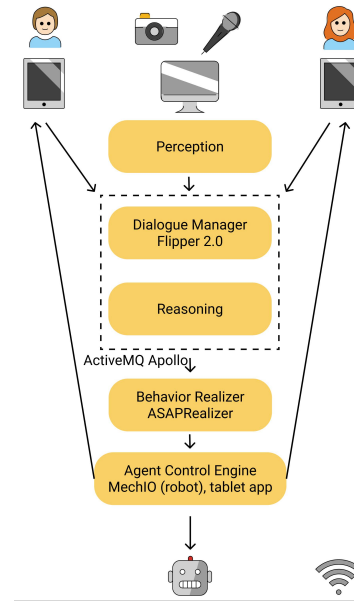 Perception
Dialogue Manager
Flipper 2.0
Reasoning
ActiveMQ Apollo
Behavior Realizer
ASAPRealizer
Agent Control Engine
MechIO (robot), tablet app